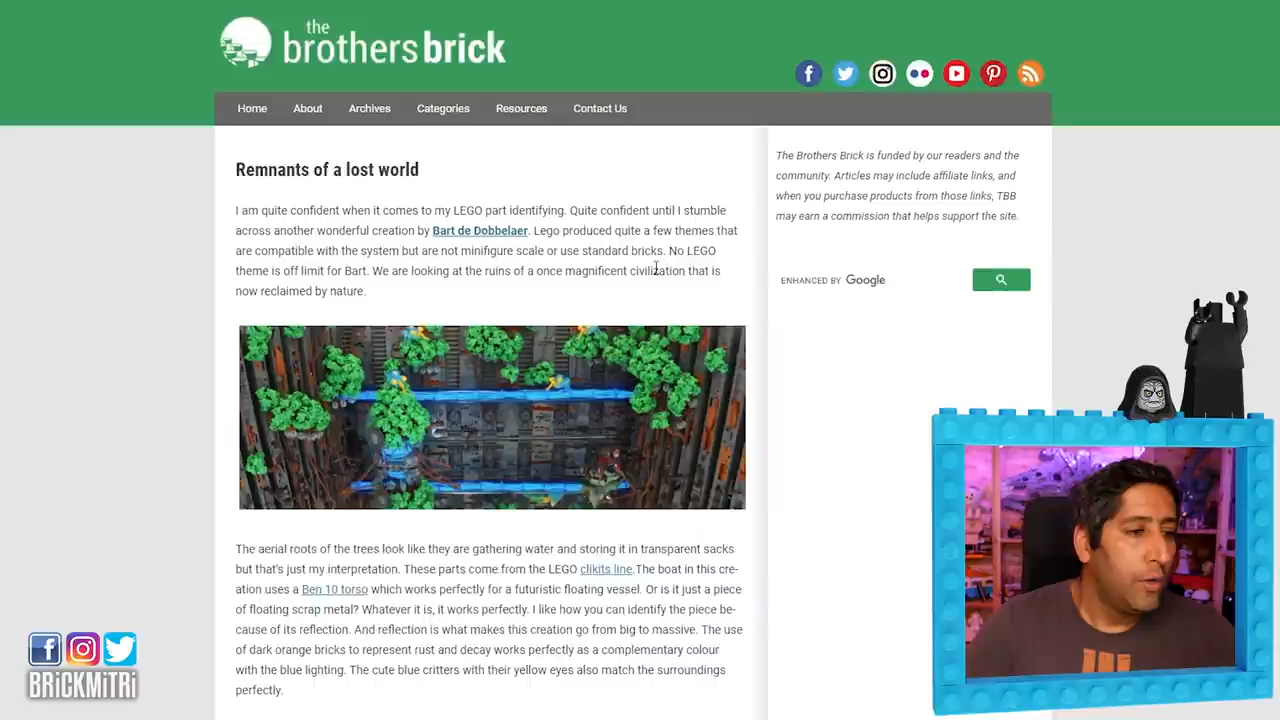 the
brothers brick
Home About Archives Categories Resources Contact Us
Remnants of a lost world
I am quite confident when it comes to my LEGO part identifying. Quite confident until I stumble
across another wonderful creation by Bart de Dobbelaer. Lego produced quite a few themes that
are compatible with the system but are not minifigure scale or use standard bricks. No LEGO
theme is off limit for Bart. We are looking at the ruins of a once magnificent civilization that is
now reclaimed by nature.
The aerial roots of the trees look like they are gathering water and storing it in transparent sacks
but that's just my interpretation. These parts come from the LEGO clikits line.The boat in this cre-
ation uses a Ben 10 torso which works perfectly for a futuristic floating vessel. Or is it just a piece
of floating scrap metal? Whatever it is, it works perfectly. I like how you can identify the piece be-
cause of its reflection. And reflection is what makes this creation go from big to massive. The use
of dark orange bricks to represent rust and decay works perfectly as a complementary colour
with the blue lighting. The cute blue critters with their yellow eyes also match the surroundings
perfectly.
The Brothers Brick is funded by our readers and the
community. Articles may include affiliate links, and
when you purchase products from those links, TBB
may earn a commission that helps support the site.
ENHANCED BY Google
BRiCKMiTRi